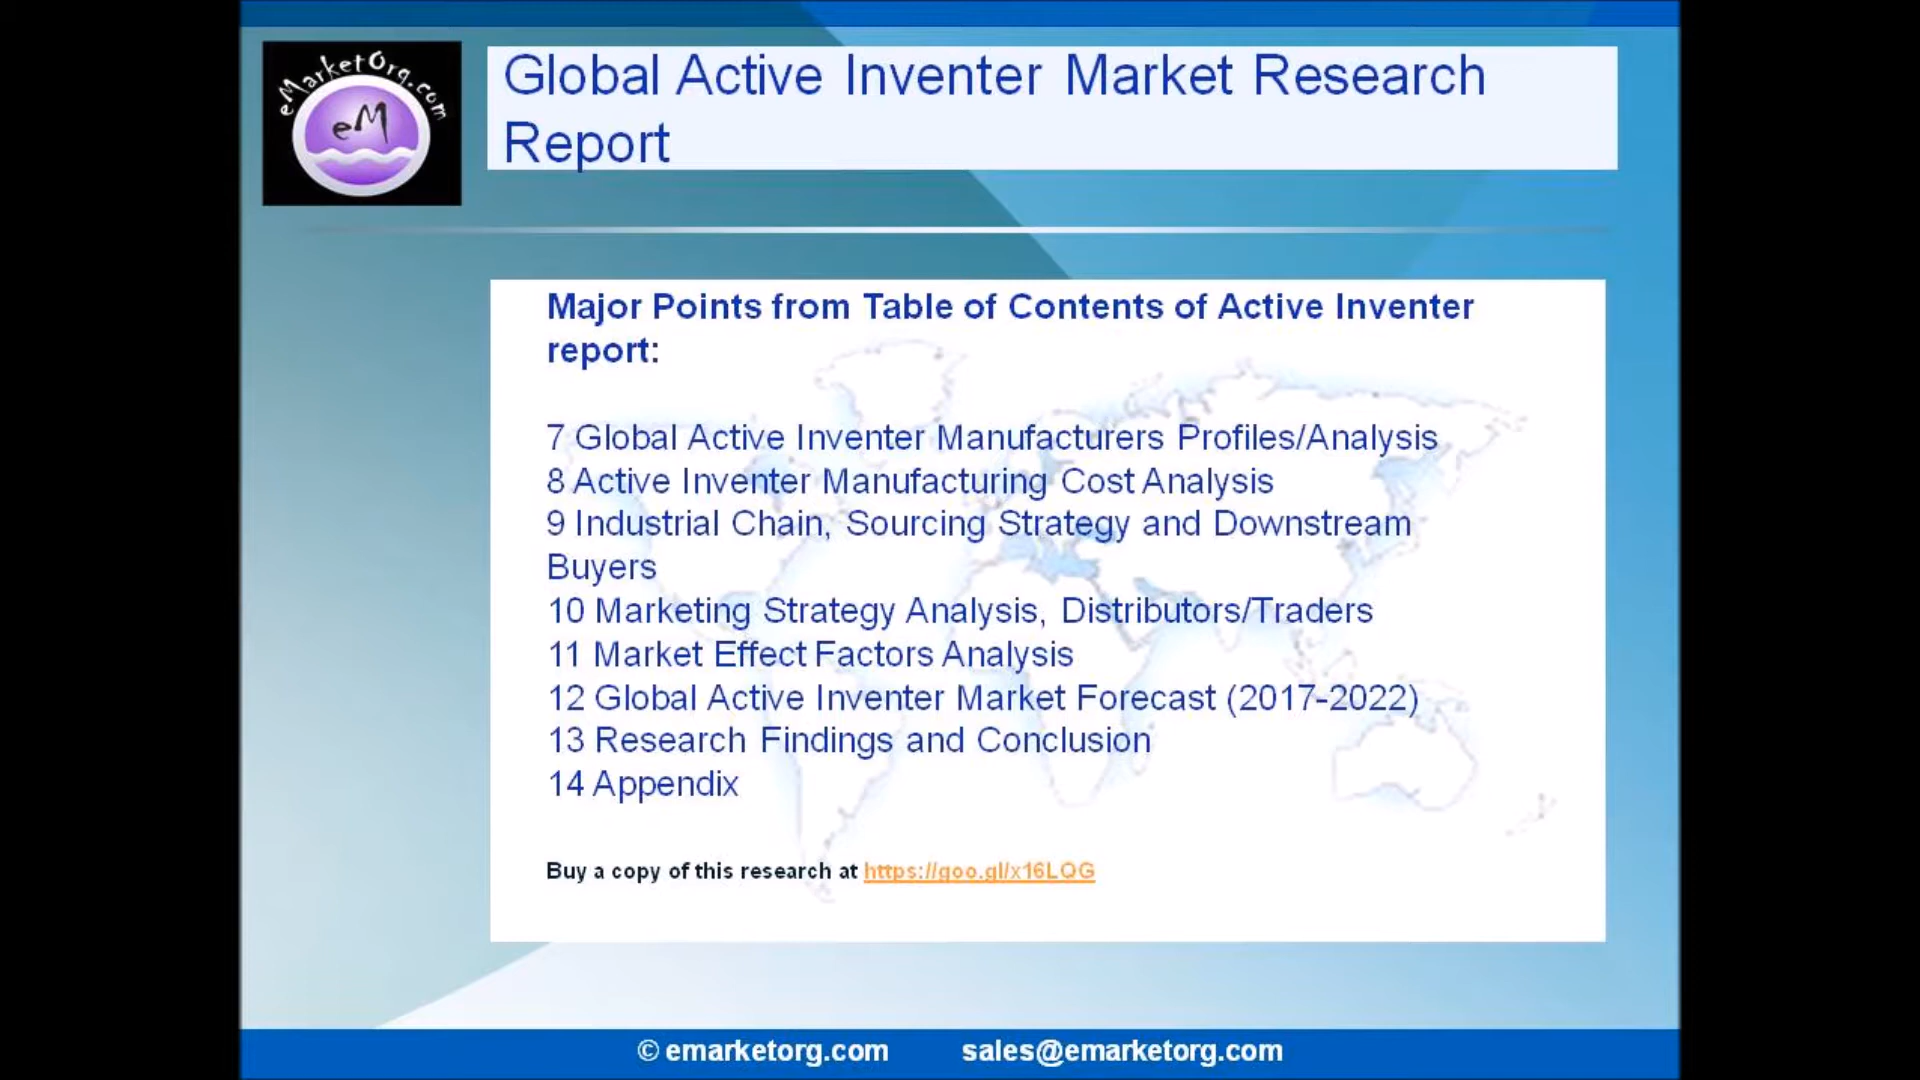 eMarketOrg.com
eM
Global Active Inventer Market Research
Report
Major Points from Table of Contents of Active Inventer
report:
7 Global Active Inventer Manufacturers Profiles/Analysis
8 Active Inventer Manufacturing Cost Analysis
9 Industrial Chain, Sourcing Strategy and Downstream
Buyers
10 Marketing Strategy Analysis, Distributors/Traders
11 Market Effect Factors Analysis
12 Global Active Inventer Market Forecast (2017-2022)
13 Research Findings and Conclusion
14 Appendix
Buy a copy of this research at https://goo.gl/x16LQG
© emarketorg.com sales@emarketorg.com